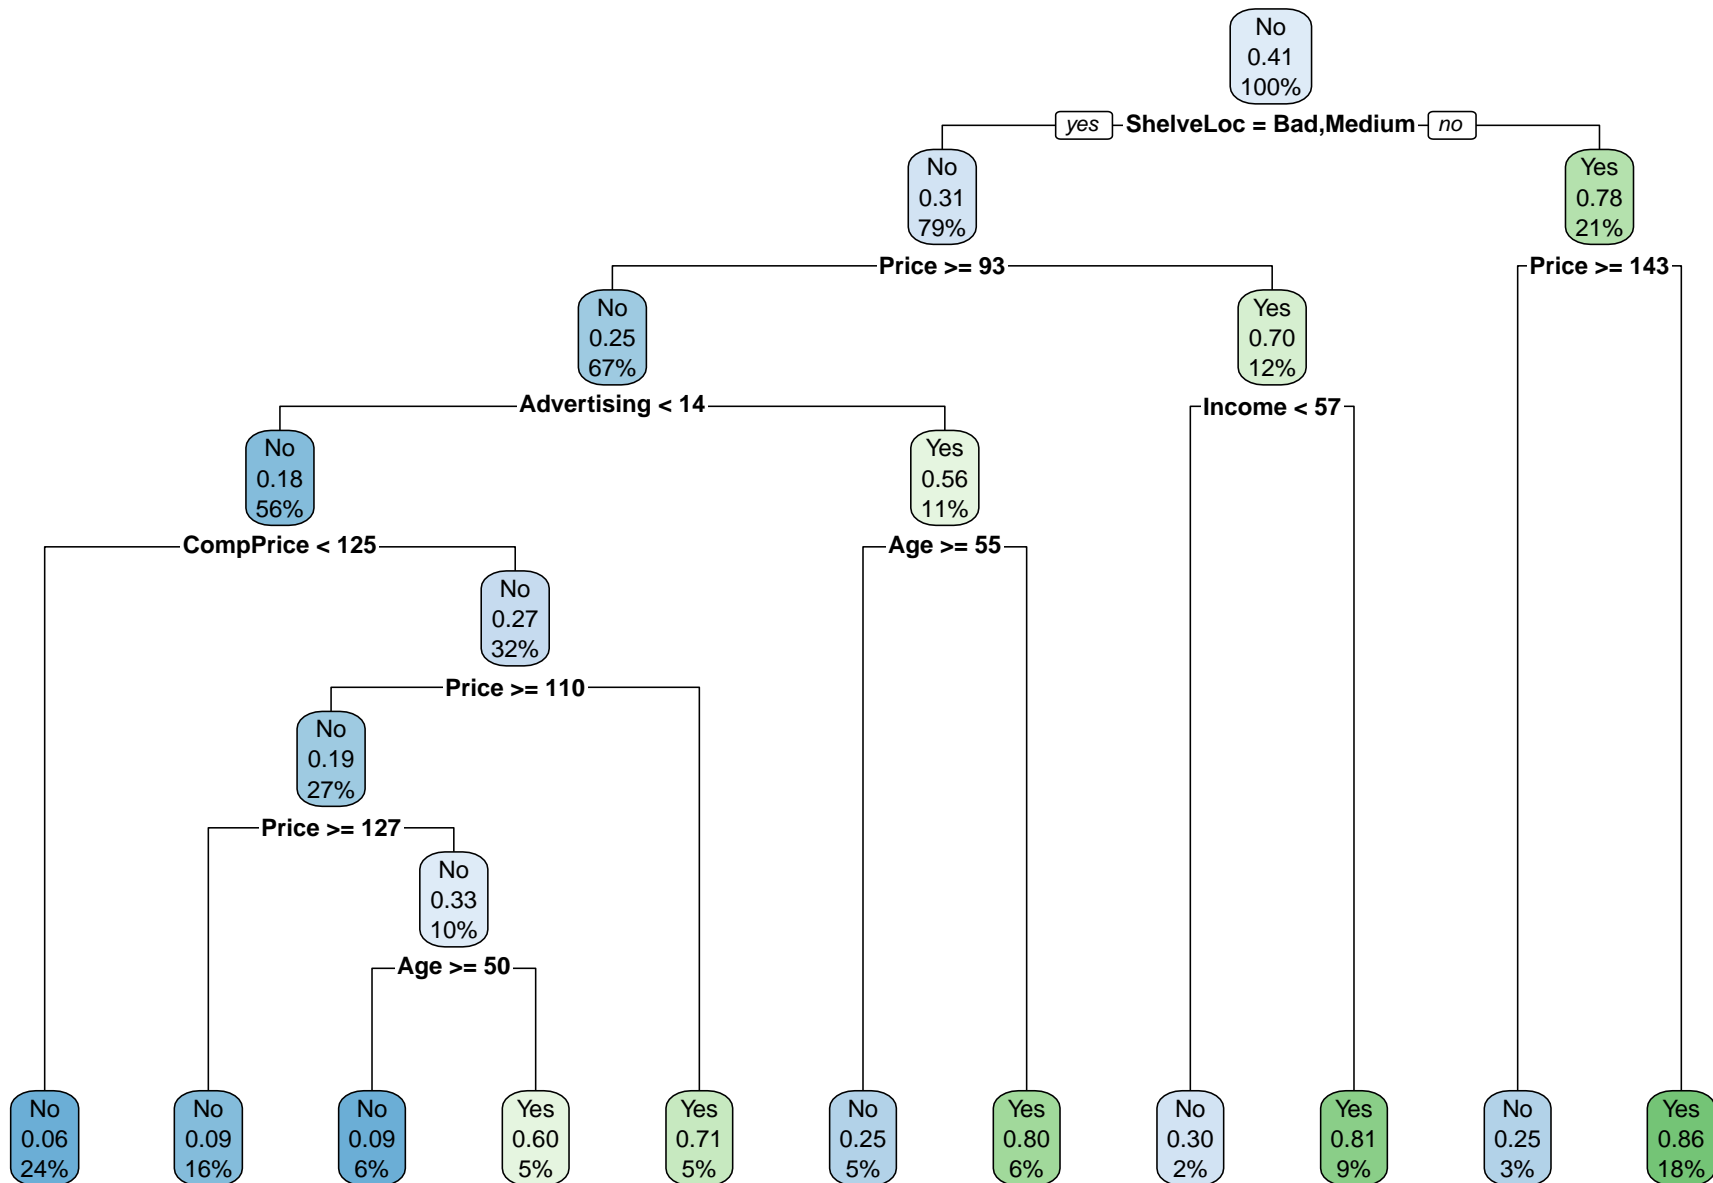 No
0.41
100%
yes ShelveLoc = Bad,Medium no
No
0.31
79%
Yes
0.78
21%
Price >= 93
Price >= 143
No
0.25
67%
Yes
0.70
12%
Advertising < 14
Income < 57
No
0.18
56%
Yes
0.56
11%
CompPrice < 125
Age >= 55
No
0.27
32%
Price >= 110
No
0.19
27%
Price >= 127
No
0.33
10%
Age >= 50
No
0.06
24%
No
0.09
16%
No
0.09
6%
Yes
0.60
5%
Yes
0.71
5%
No
0.25
5%
Yes
0.80
6%
No
0.30
2%
Yes
0.81
9%
No
0.25
3%
Yes
0.86
18%